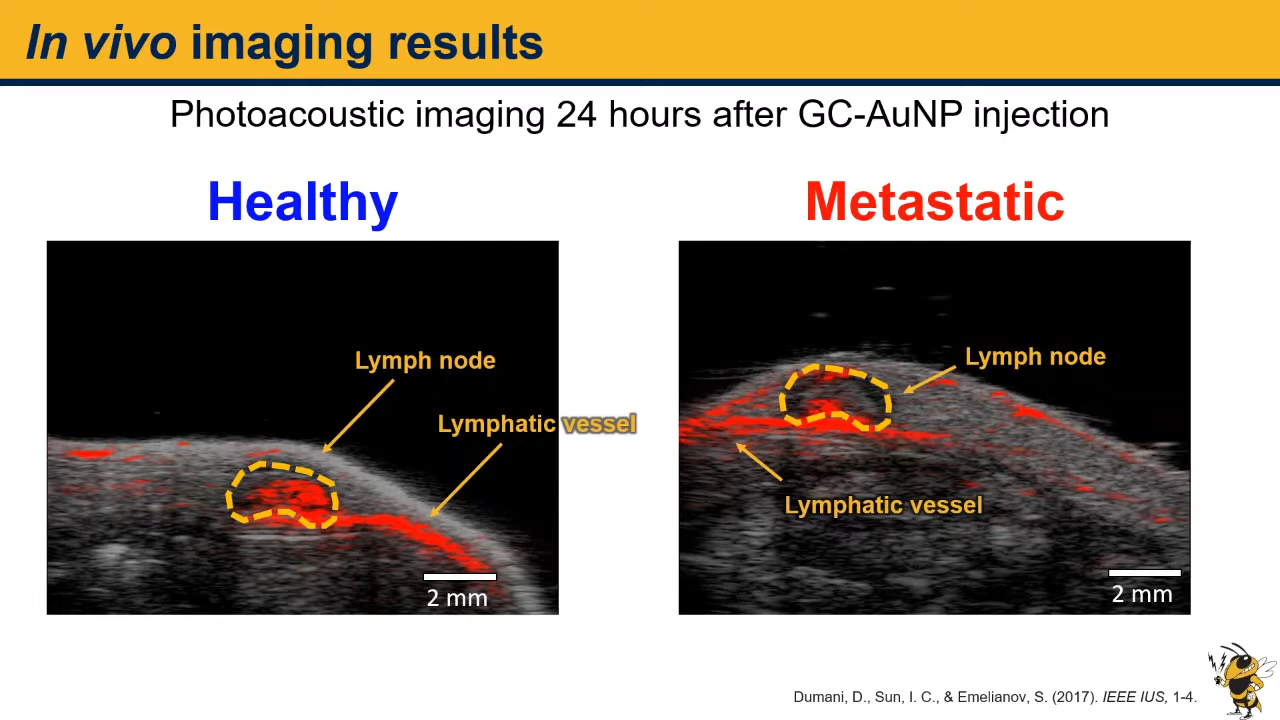 In vivo imaging results
Photoacoustic imaging 24 hours after GC-AuNP injection
Healthy
Metastatic
Lymph node
Lymphatic vessel
2 mm
Lymph node
Lymphatic vessel
2 mm
Dumani, D., Sun, I. C., & Emelianov, S. (2017). IEEE IUS, 1-4.